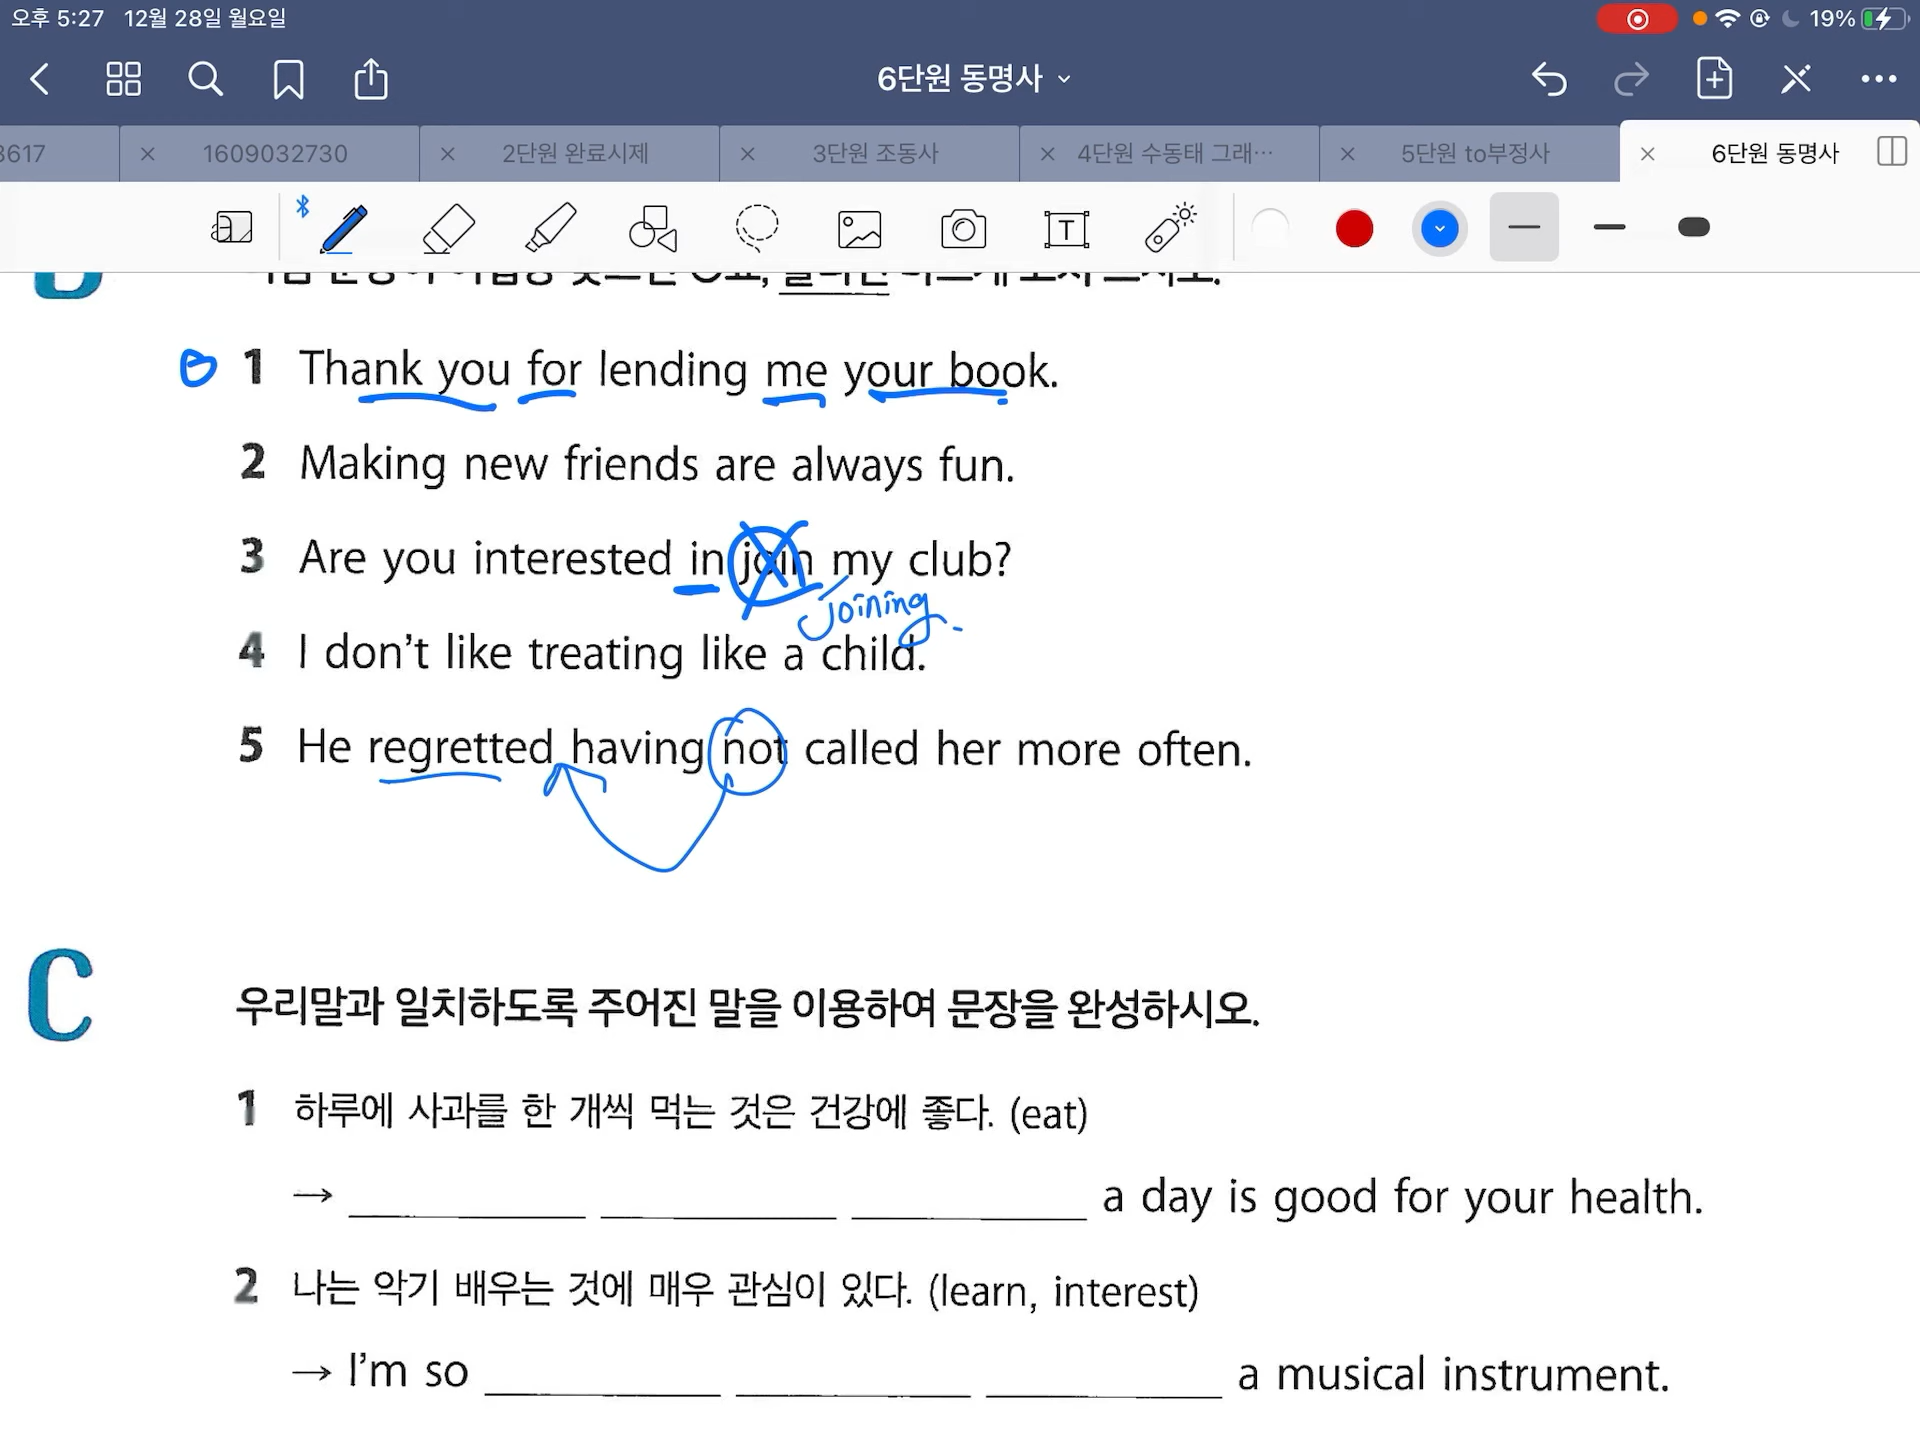 오후 5:27 12월 28일 월요일 19%
6단원 동명사
3617 1609032730 2단원 완료시제 3단원 조동사 4단원 수동태 그래… 5단원 to부정사 6단원 동명사
B
1 Thank you for lending me your book.
2 Making new friends are always fun.
3 Are you interested in join my club?
joining
4 I don't like treating like a child.
5 He regretted having not called her more often.
C 우리말과 일치하도록 주어진 말을 이용하여 문장을 완성하시오.
1 하루에 사과를 한 개씩 먹는 것은 건강에 좋다. (eat)
→ a day is good for your health.
2 나는 악기 배우는 것에 매우 관심이 있다. (learn, interest)
→ I'm so a musical instrument.